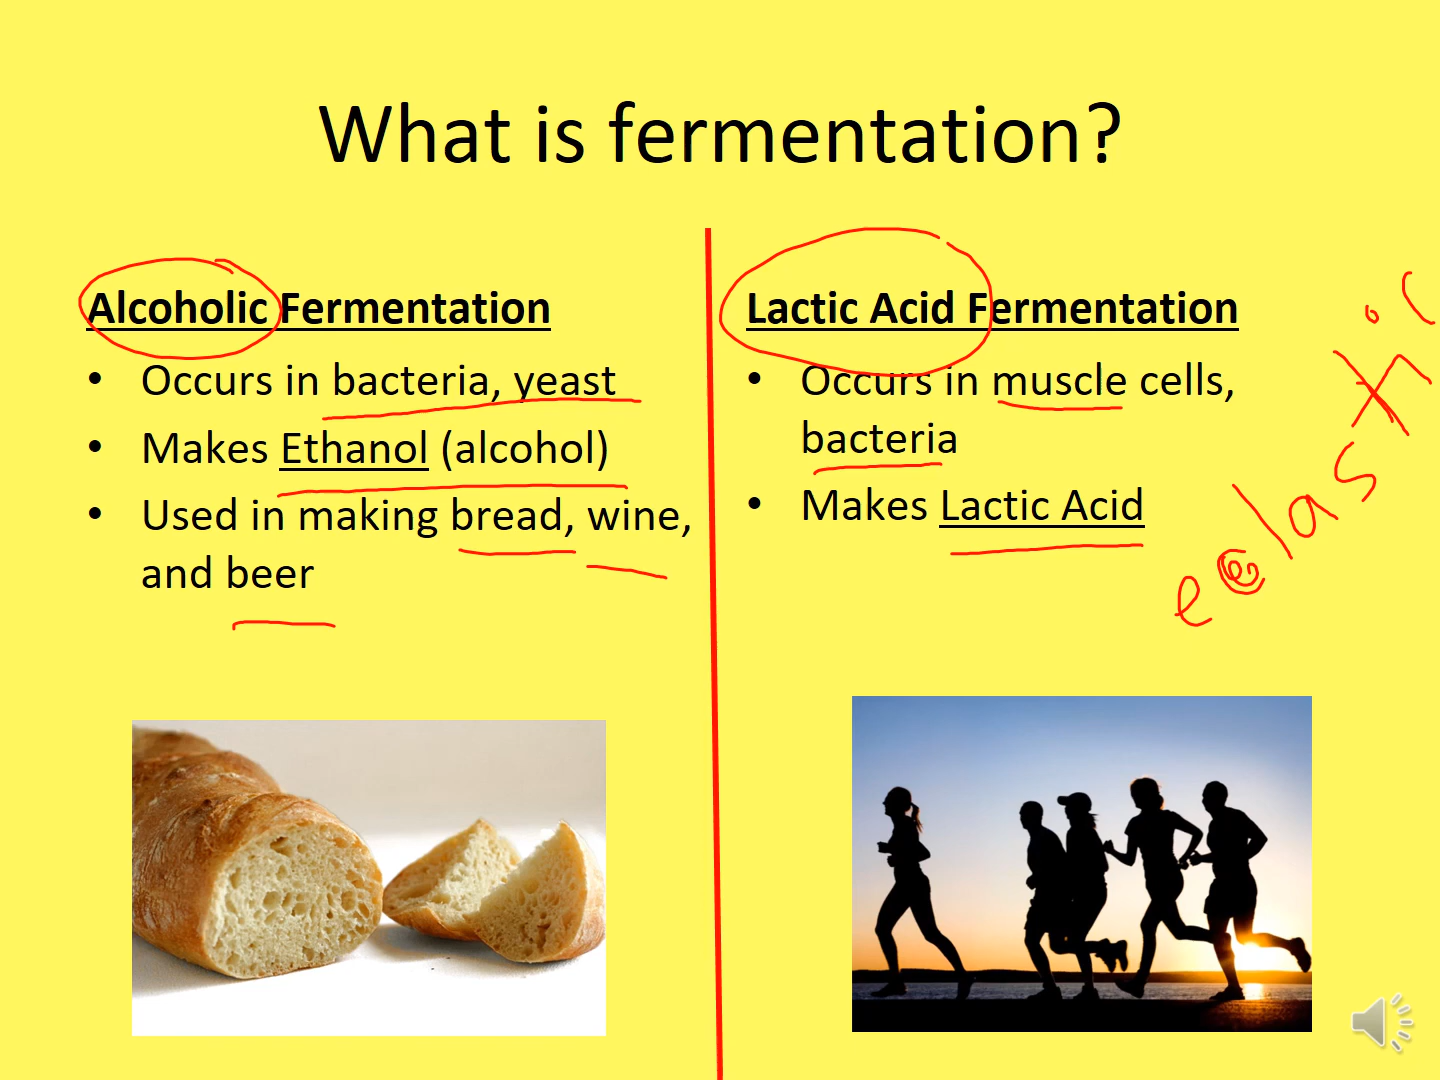 What is fermentation?
Alcoholic Fermentation
• Occurs in bacteria, yeast
• Makes Ethanol (alcohol)
• Used in making bread, wine,
and beer
Lactic Acid Fermentation
• Occurs in muscle cells,
bacteria
• Makes Lactic Acid